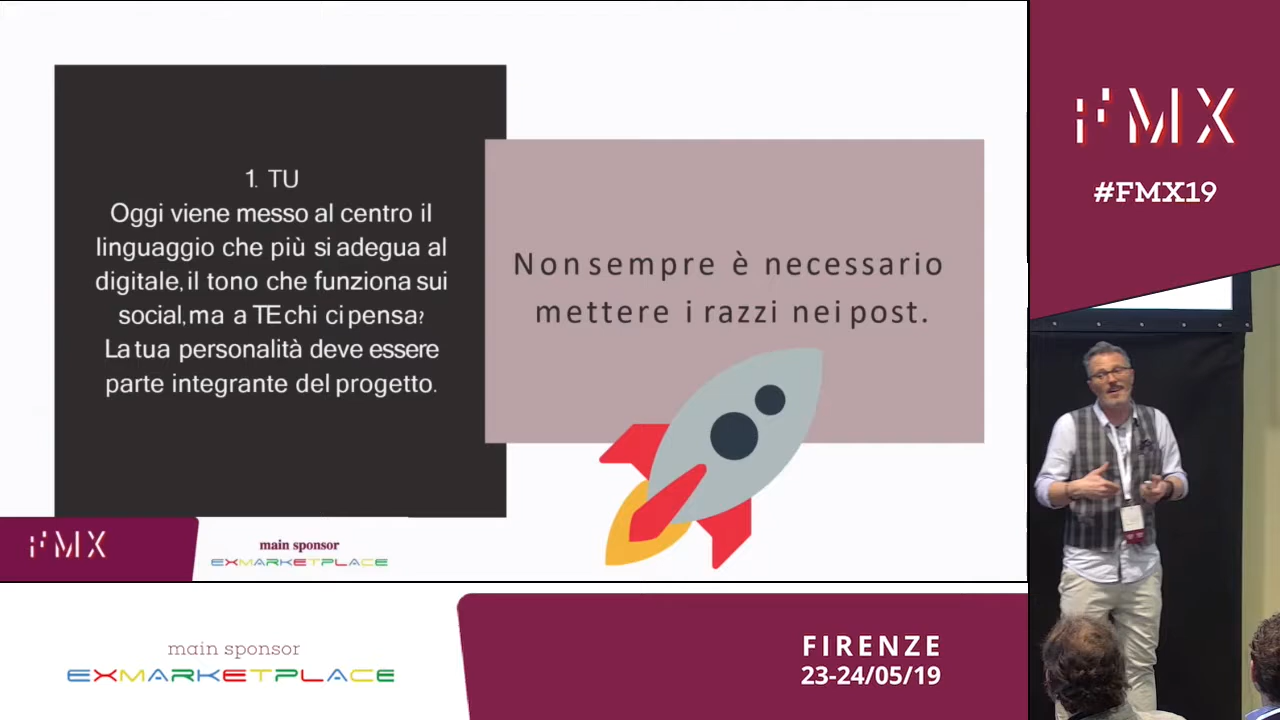 1. TU
Oggi viene messo al centro il
linguaggio che più si adegua al
digitale, il tono che funziona sui
social, ma a TE chi ci pensa?
La tua personalità deve essere
parte integrante del progetto.
Non sempre è necessario
mettere i razzi nei post.
FMX
main sponsor
EXMARKETPLACE
FMX
#FMX19
main sponsor
EXMARKETPLACE
FIRENZE
23-24/05/19